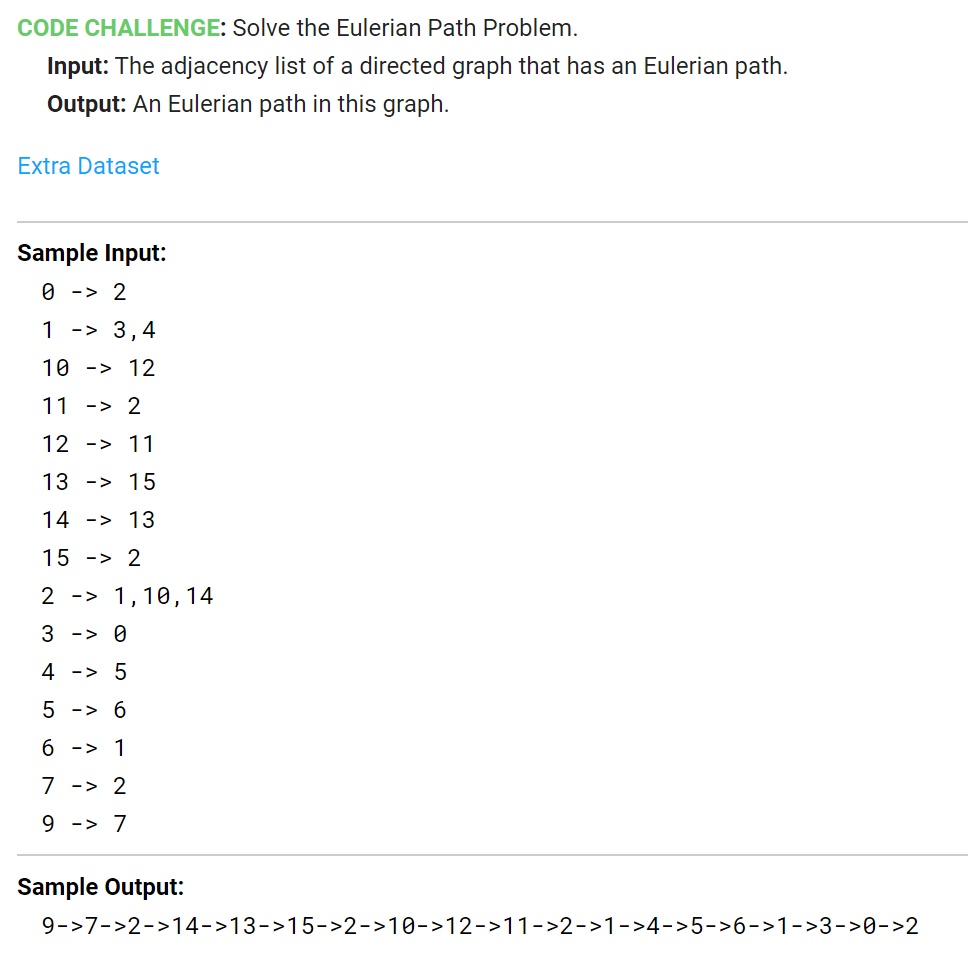 CODE CHALLENGE: Solve the Eulerian Path Problem.
Input: The adjacency list of a directed graph that has an Eulerian path.
Output: An Eulerian path in this graph.
Extra Dataset
Sample Input:
0 -> 2
1 -> 3,4
10 -> 12
11 -> 2
12 -> 11
13 -> 15
14 -> 13
15 -> 2
2 -> 1,10,14
3 -> 0
4 -> 5
5 -> 6
6 -> 1
7 -> 2
9 -> 7
Sample Output:
9->7->2->14->13->15->2->10->12->11->2->1->4->5->6->1->3->0->2